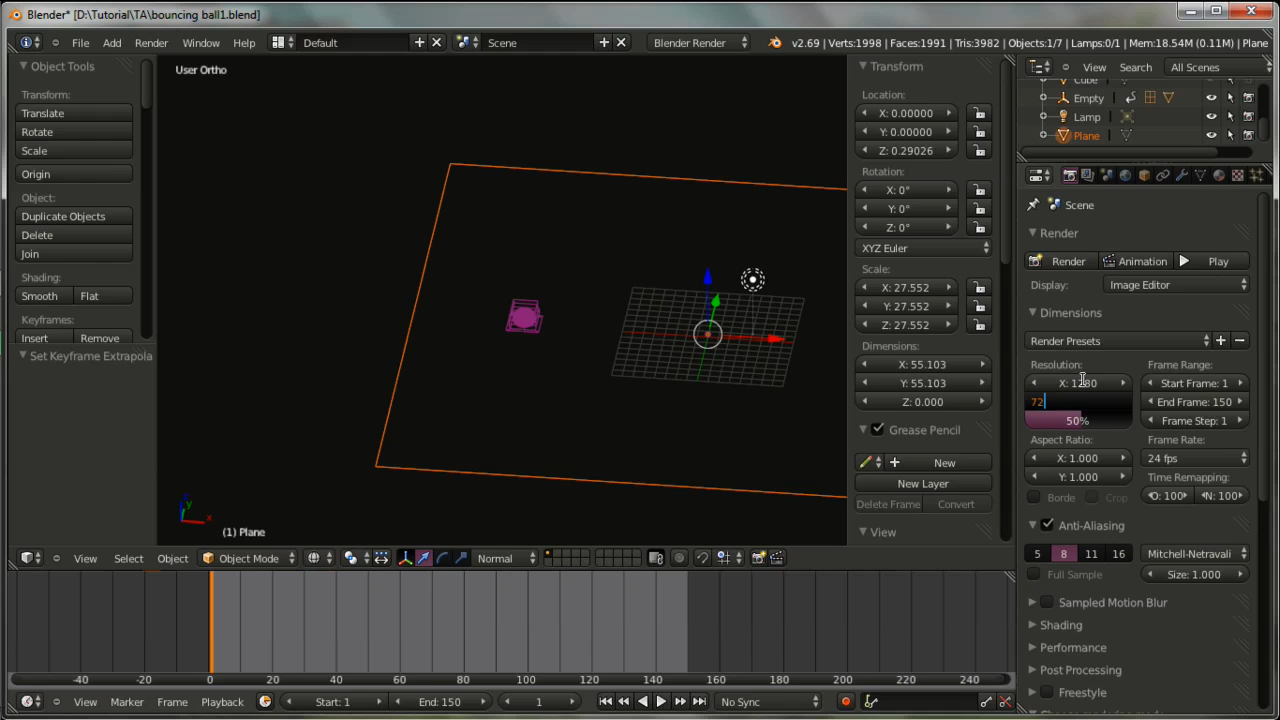 Blender* [D:\Tutorial\TA\bouncing ball1.blend]
File Add Render Window Help Default Scene Blender Render v2.69 | Verts:1998 | Faces:1991 | Tris:3982 | Objects:1/7 | Lamps:0/1 | Mem:18.54M (0.11M) | Plane
Object Tools
Transform:
Translate
Rotate
Scale
Origin
Object:
Duplicate Objects
Delete
Join
Shading:
Smooth Flat
Keyframes:
Insert Remove
Set Keyframe Extrapola
User Ortho
(1) Plane
Transform
Location:
X: 0.00000
Y: 0.00000
Z: 0.29026
Rotation:
X: 0°
Y: 0°
Z: 0°
XYZ Euler
Scale:
X: 27.552
Y: 27.552
Z: 27.552
Dimensions:
X: 55.103
Y: 55.103
Z: 0.000
Grease Pencil
New
New Layer
Delete Frame Convert
View
View Search All Scenes
Cube
Empty
Lamp
Plane
Scene
Render
Render Animation Play
Display: Image Editor
Dimensions
Render Presets
Resolution: Frame Range:
X: 1280 Start Frame: 1
72 End Frame: 150
50% Frame Step: 1
Aspect Ratio: Frame Rate:
X: 1.000 24 fps
Y: 1.000 Time Remapping:
Borde Crop O: 100 N: 100
Anti-Aliasing
5 8 11 16 Mitchell-Netravali
Full Sample Size: 1.000
Sampled Motion Blur
Shading
Performance
Post Processing
Freestyle
View Select Object Object Mode Normal
-40 -20 0 20 40 60 80 100 120 140 160 180 200 220 240
View Marker Frame Playback Start: 1 End: 150 1 No Sync
x
y